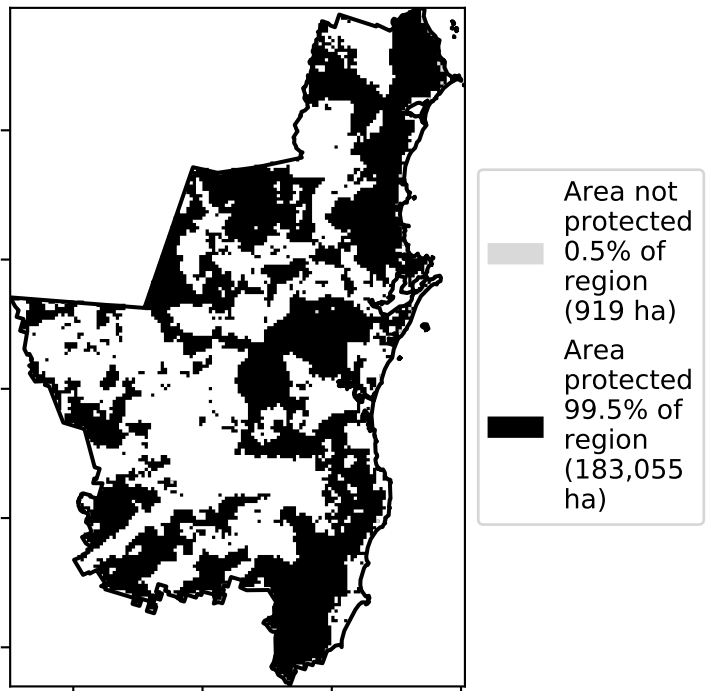 Area not
protected
0.5% of
region
(919 ha)
Area
protected
99.5% of
region
(183,055
ha)